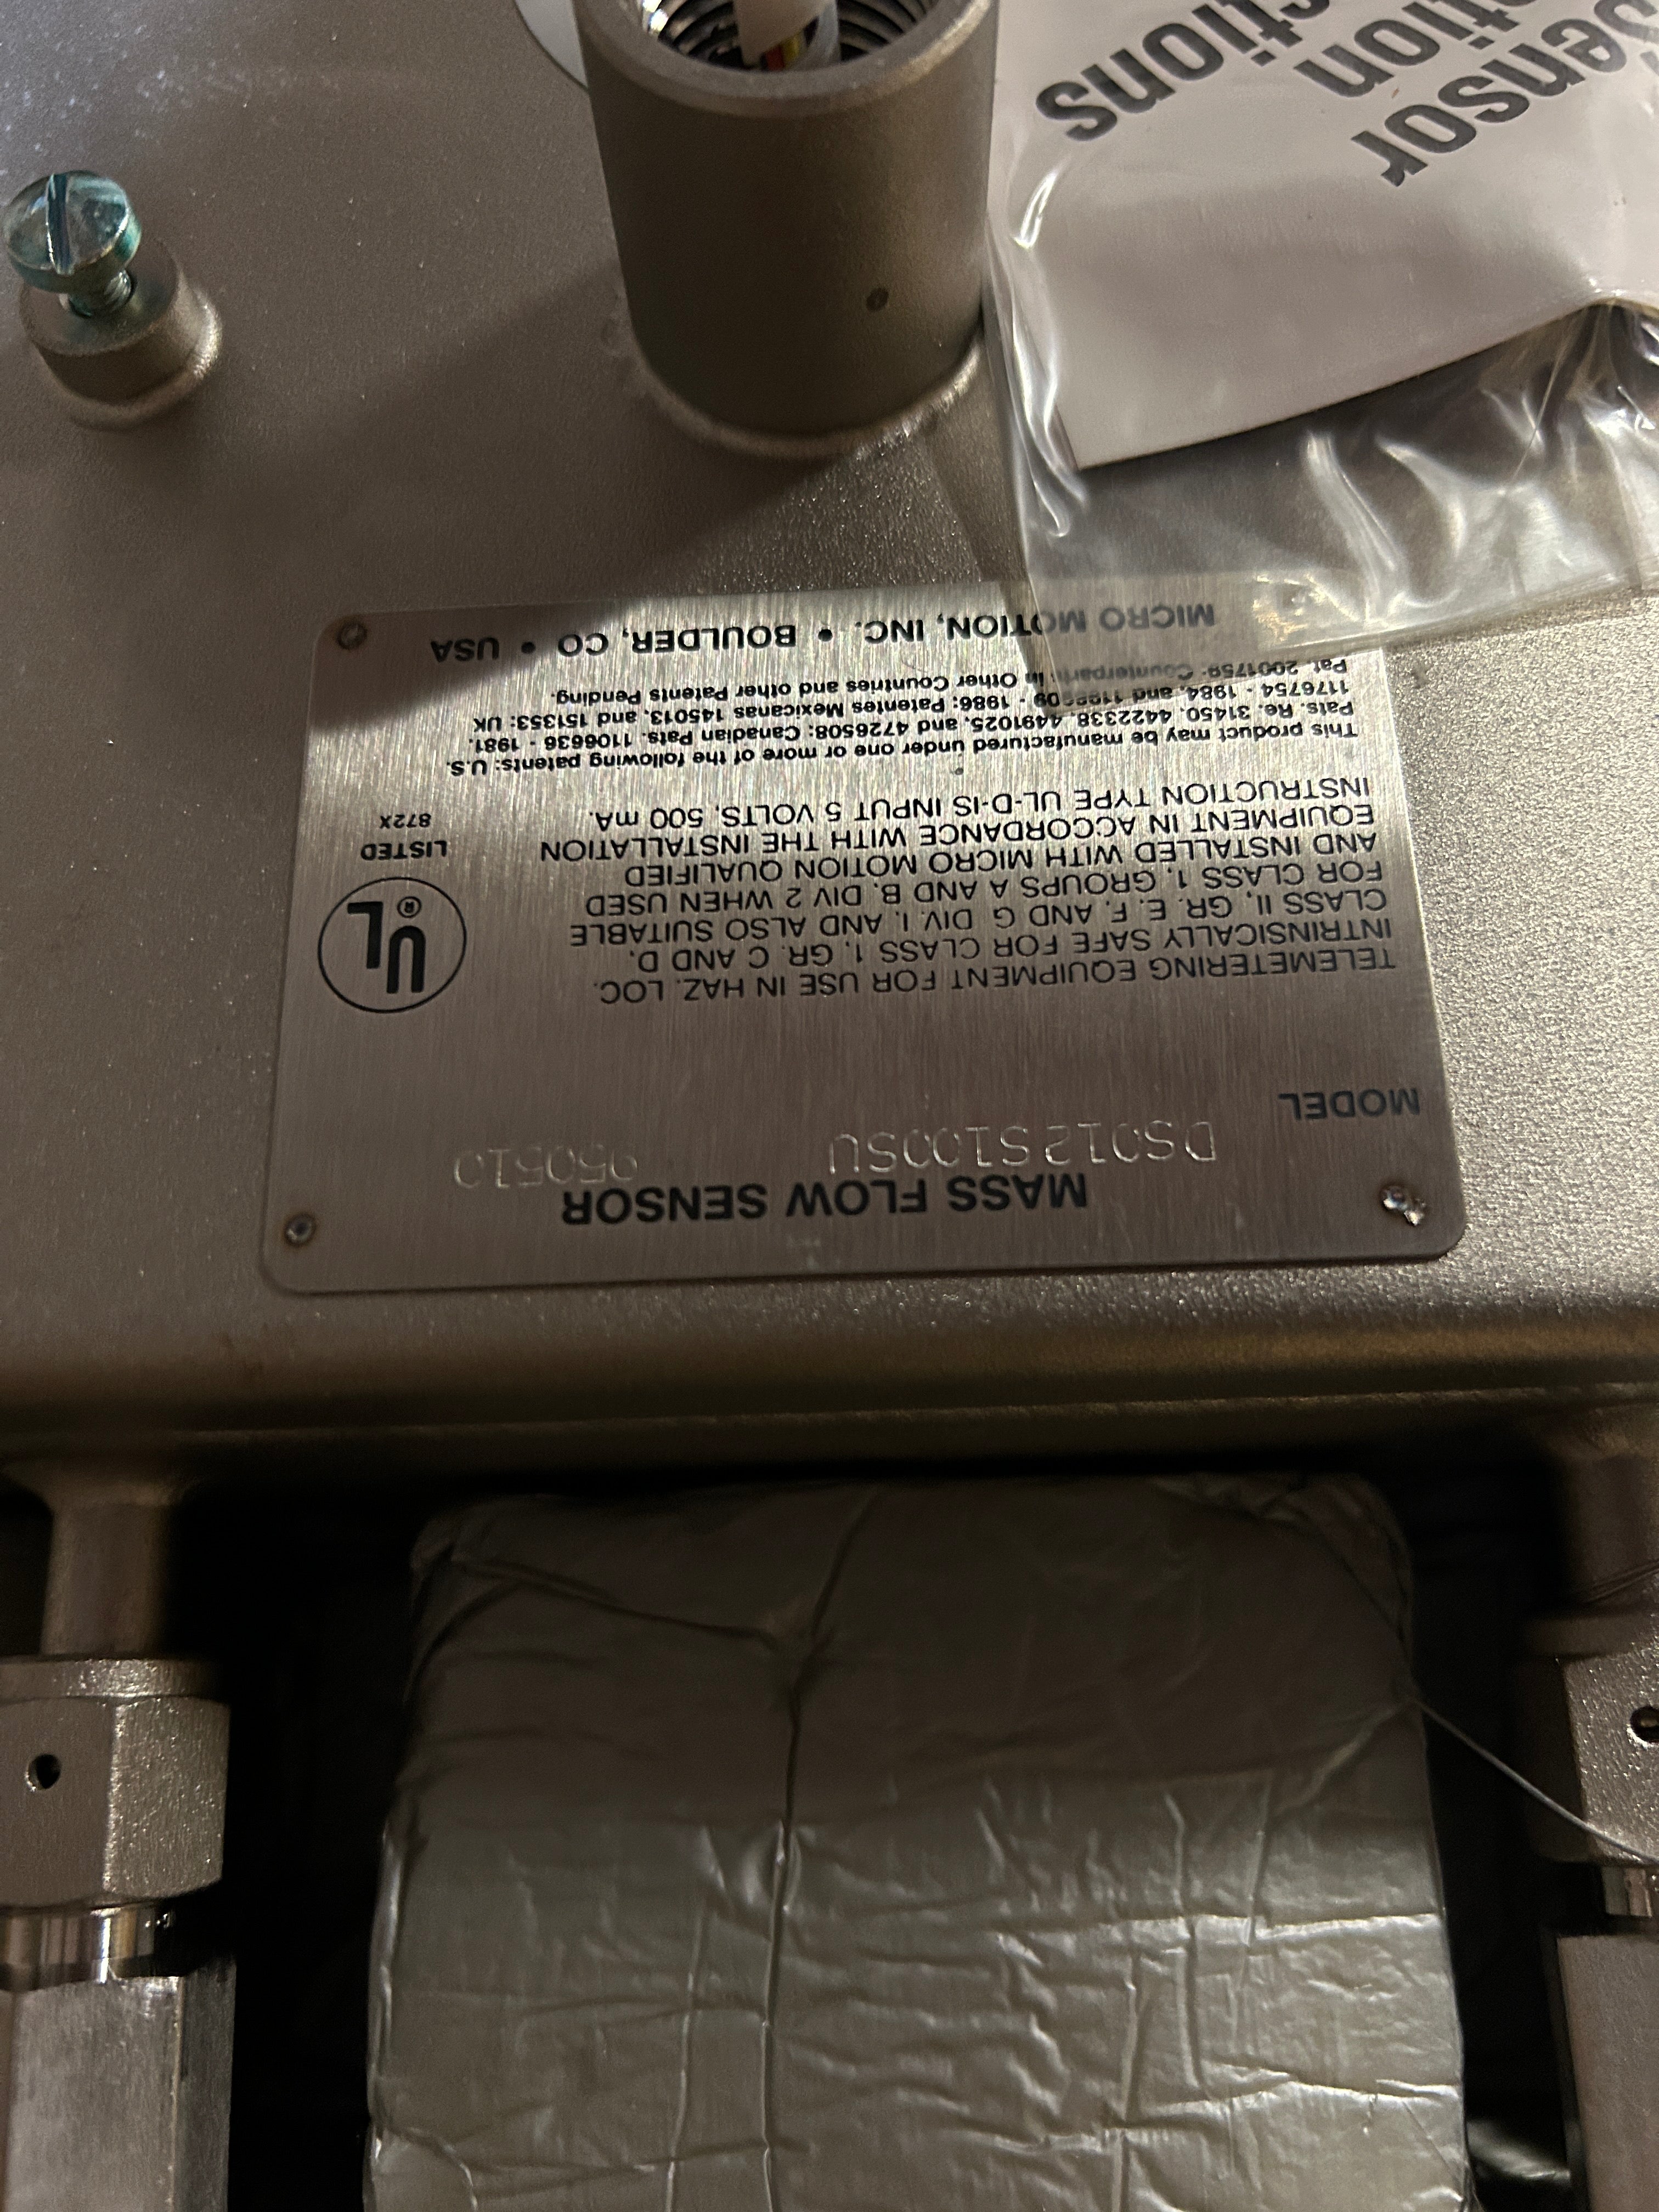 MASS FLOW SENSOR
MODEL DS012S100SU 950510
TELEMETERING EQUIPMENT FOR USE IN HAZ. LOC.
INTRINSICALLY SAFE FOR CLASS 1, GR. C AND D.
CLASS II, GR. E. F. AND G DIV. I. AND ALSO SUITABLE
FOR CLASS 1, GROUPS A AND B. DIV 2 WHEN USED
AND INSTALLED WITH MICRO MOTION QUALIFIED
EQUIPMENT IN ACCORDANCE WITH THE INSTALLATION
INSTRUCTION TYPE UL-D-IS INPUT 5 VOLTS, 500 mA.
UL®
LISTED
872X
This product may be manufactured under one or more of the following patents: U.S.
Pats. Re. 31450, 4422338, 4491025, and 4726508: Canadian Pats. 1106636 - 1981.
1176754 - 1984, and 09 - 1986: Patentes Mexicanas 145013, and 151353: UK
Pat. 2001759: Counterparts in Other Countries and other Patents Pending.
MICRO MOTION, INC. • BOULDER, CO • USA
Sensor
tion
ctions